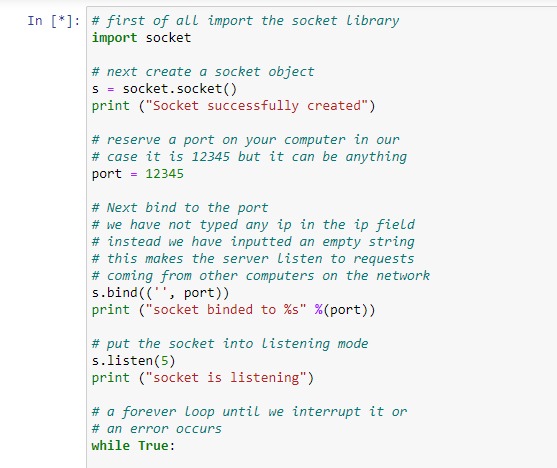 In [*]: # first of all import the socket library
import socket
# next create a socket object
s = socket.socket()
print ("Socket successfully created")
# reserve a port on your computer in our
# case it is 12345 but it can be anything
port = 12345
# Next bind to the port
# we have not typed any ip in the ip field
# instead we have inputted an empty string
# this makes the server listen to requests
# coming from other computers on the network
s.bind(('', port))
print ("socket binded to %s" %(port))
# put the socket into listening mode
s.listen(5)
print ("socket is listening")
# a forever loop until we interrupt it or
# an error occurs
while True: